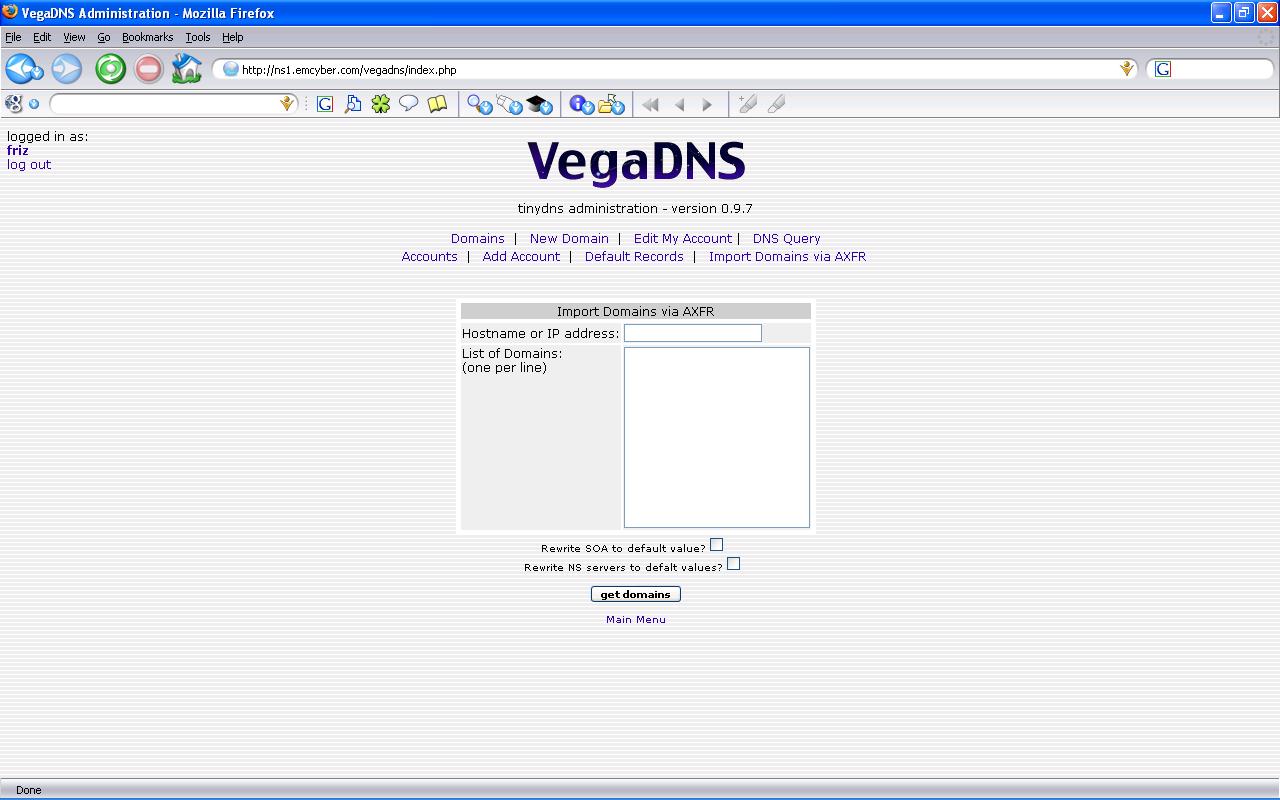 VegaDNS Administration - Mozilla Firefox
File Edit View Go Bookmarks Tools Help
http://ns1.emcyber.com/vegadns/index.php
G
G
logged in as:
friz
log out
VegaDNS
tinydns administration - version 0.9.7
Domains | New Domain | Edit My Account | DNS Query
Accounts | Add Account | Default Records | Import Domains via AXFR
Import Domains via AXFR
Hostname or IP address:
List of Domains:
(one per line)
Rewrite SOA to default value?
Rewrite NS servers to defalt values?
get domains
Main Menu
Done